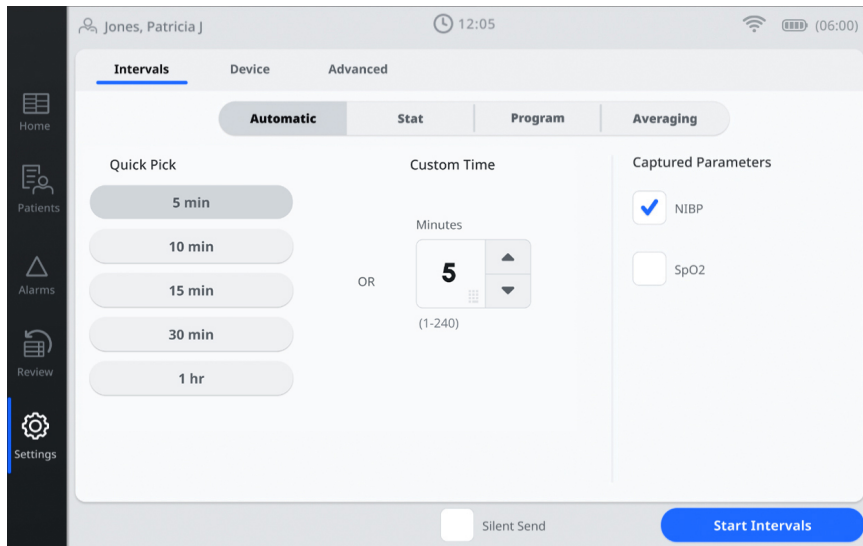 Jones, Patricia J
12:05
(06:00)
Intervals Device Advanced
Automatic Stat Program Averaging
Home
Patients
Alarms
Review
Settings
Quick Pick
5 min
10 min
15 min
30 min
1 hr
OR
Custom Time
Minutes
5
(1-240)
Captured Parameters
NIBP
SpO2
Silent Send
Start Intervals